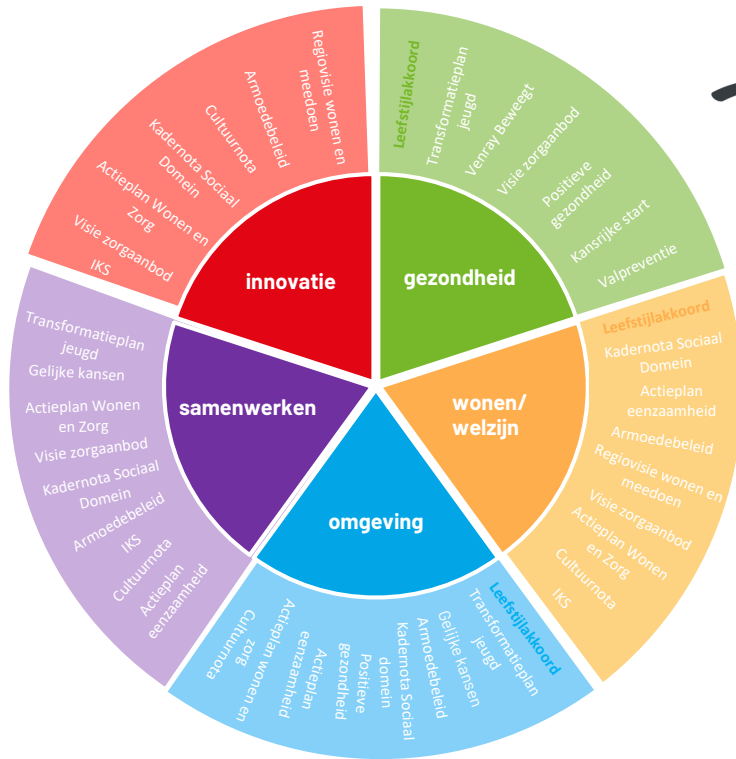 innovatie
Regiovisie wonen en
meedoen
Armoedebeleid
Cultuurnota
Kadernota Sociaal
Domein
Actieplan Wonen en
Zorg
Visie zorgaanbod
IKS
gezondheid
Leefstijlakkoord
Transformatieplan
jeugd
Venray Beweegt
Visie zorgaanbod
Positieve
gezondheid
Kansrijke start
Valpreventie
wonen/
welzijn
Leefstijlakkoord
Kadernota Sociaal
Domein
Actieplan
eenzaamheid
Armoedebeleid
Regiovisie wonen en
meedoen
Visie zorgaanbod
Actieplan Wonen
en Zorg
Cultuurnota
IKS
omgeving
Leefstijlakkoord
Transformatieplan
jeugd
Gelijke kansen
Armoedebeleid
Kadernota Sociaal
domein
Positieve
gezondheid
Actieplan
eenzaamheid
Actieplan wonen en
zorg
Cultuurnota
samenwerken
Transformatieplan
jeugd
Gelijke kansen
Actieplan Wonen
en Zorg
Visie zorgaanbod
Kadernota Sociaal
Domein
Armoedebeleid
IKS
Cultuurnota
Actieplan
eenzaamheid